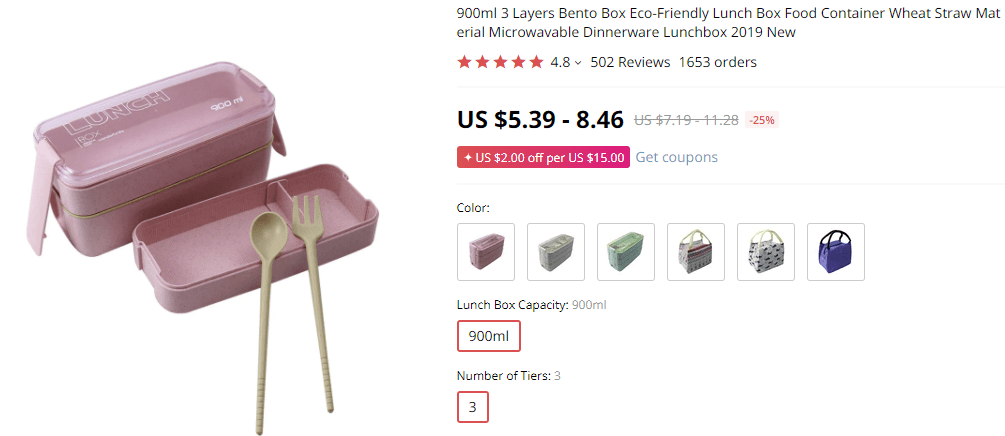 LUNCH
BOX
900 ml
900ml 3 Layers Bento Box Eco-Friendly Lunch Box Food Container Wheat Straw Mat
erial Microwavable Dinnerware Lunchbox 2019 New
4.8 502 Reviews 1653 orders
US $5.39 - 8.46 US $7.19 - 11.28 -25%
US $2.00 off per US $15.00 Get coupons
Color:
Lunch Box Capacity: 900ml
900ml
Number of Tiers: 3
3